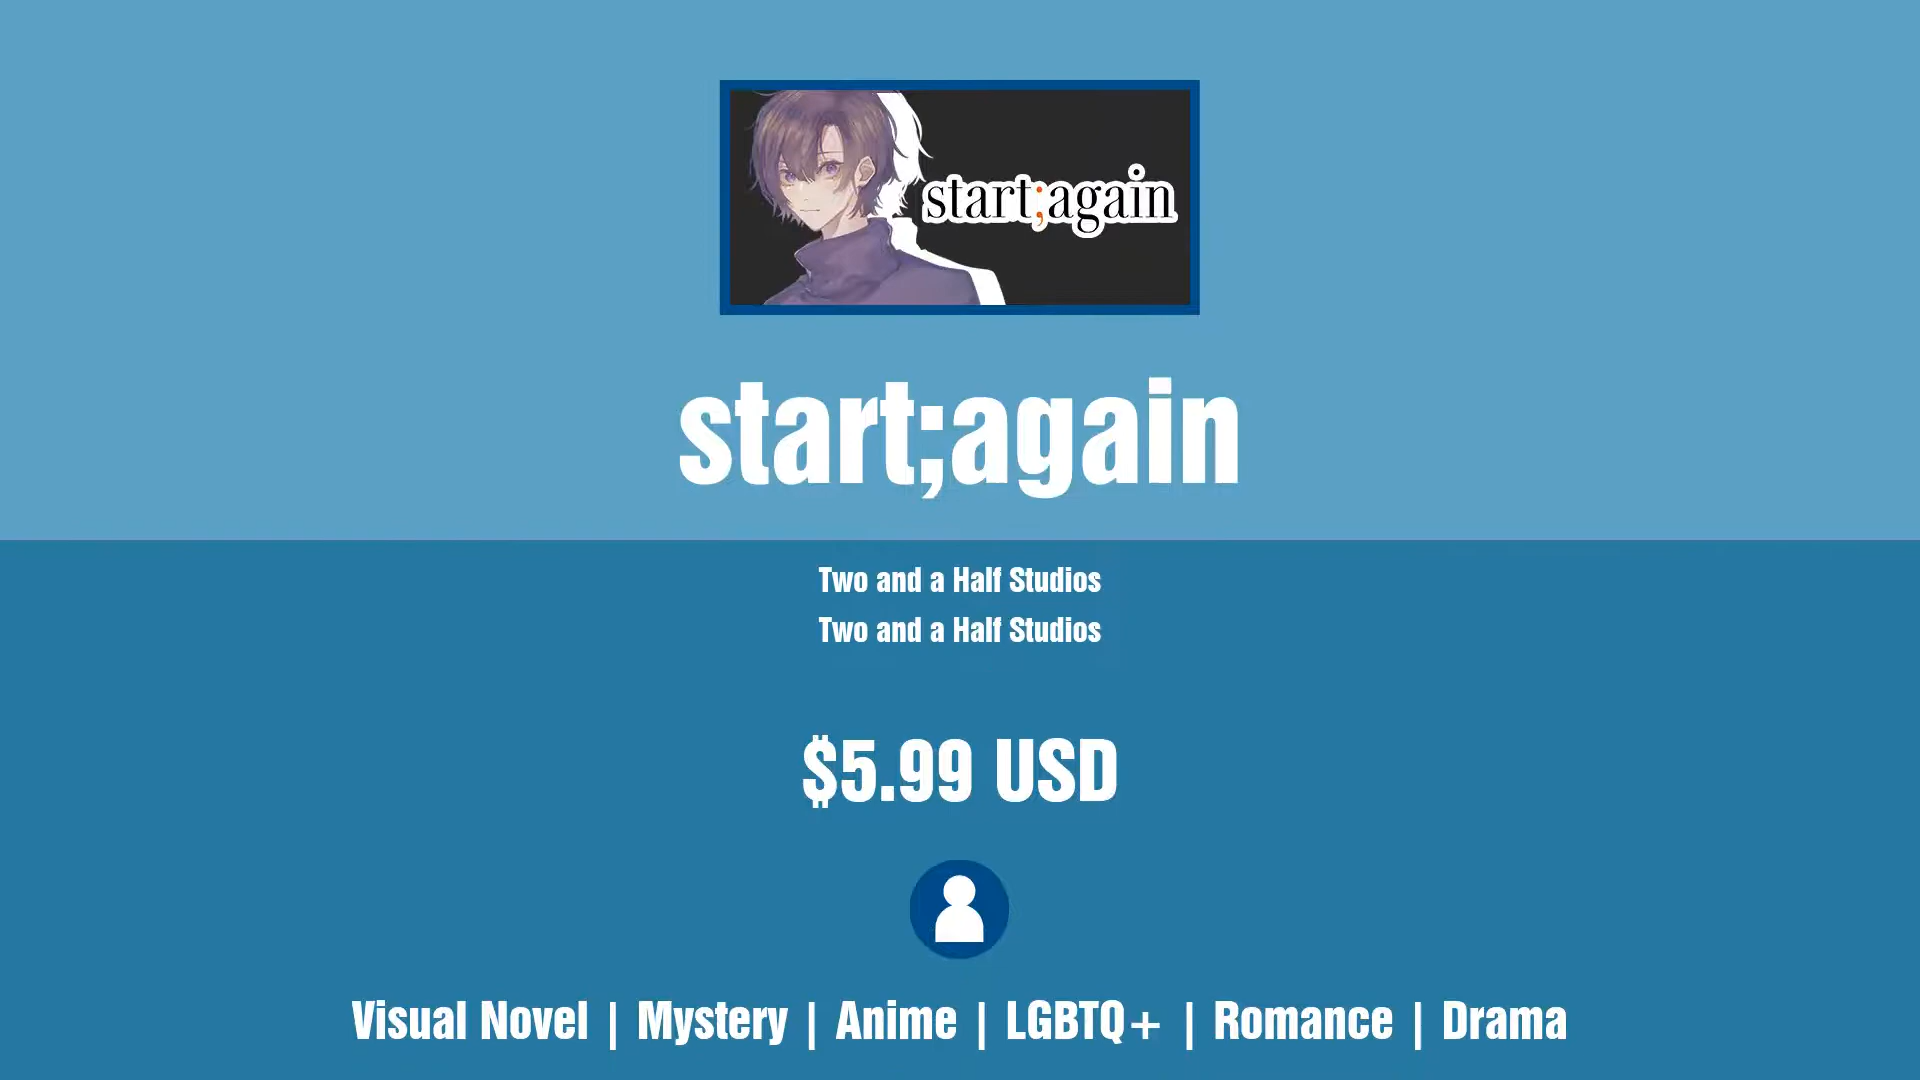 start;again
start;again
Two and a Half Studios
Two and a Half Studios
$5.99 USD
Visual Novel | Mystery | Anime | LGBTQ+ | Romance | Drama